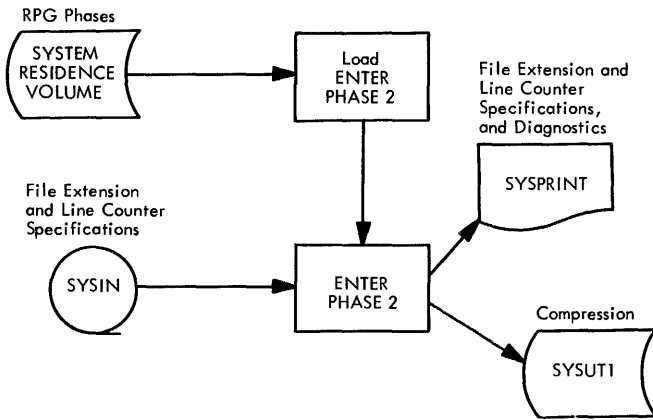 RPG Phases
SYSTEM
RESIDENCE
VOLUME
Load
ENTER
PHASE 2
File Extension and
Line Counter
Specifications,
and Diagnostics
SYSPRINT
File Extension
and Line Counter
Specifications
SYSIN
ENTER
PHASE 2
Compression
SYSUT1